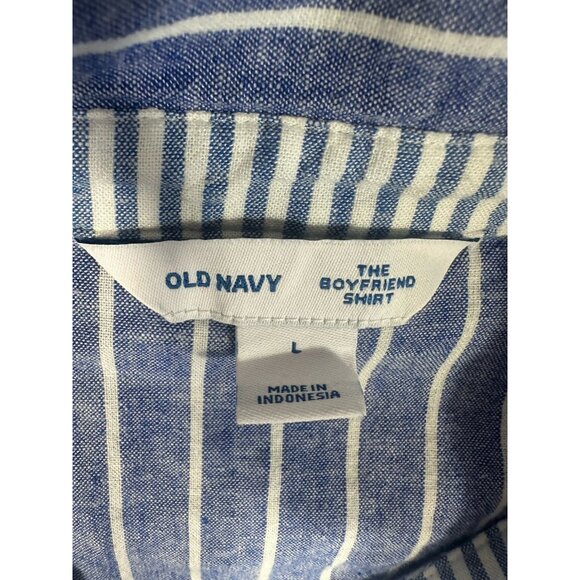 OLD NAVY
THE
BOYFRIEND
SHIRT
L
MADE IN
INDONESIA